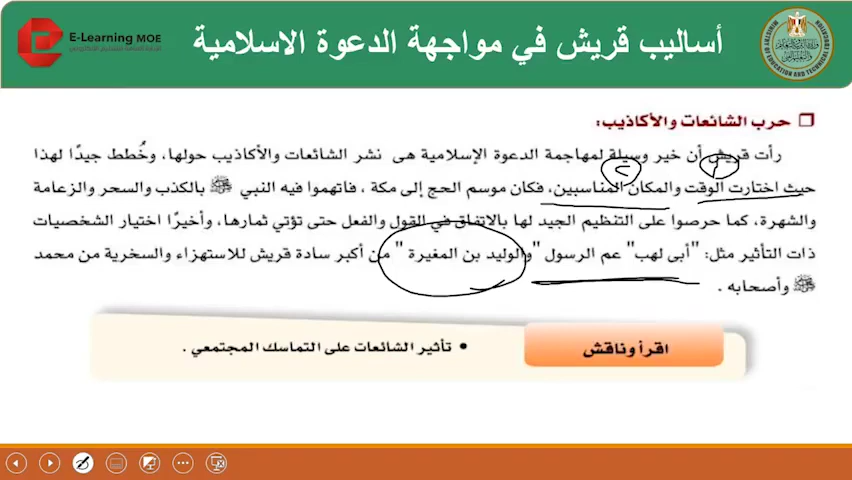 E-Learning MOE
أساليب قريش في مواجهة الدعوة الاسلامية
حرب الشائعات والأكاذيب:
رأت قريش أن خير وسيلة لمهاجمة الدعوة الإسلامية هى نشر الشائعات والأكاذيب حولها، وخُطط جيدًا لهذا
حيث اختارت الوقت والمكان المناسبين، فكان موسم الحج إلى مكة ، فاتهموا فيه النبي ﷺ بالكذب والسحر والزعامة
والشهرة، كما حرصوا على التنظيم الجيد لها بالاتفاق في القول والفعل حتى تؤتي ثمارها، وأخيرًا اختيار الشخصيات
ذات التأثير مثل: "أبى لهب" عم الرسول "والوليد بن المغيرة " من أكبر سادة قريش للاستهزاء والسخرية من محمد
ﷺ وأصحابه .
اقرأ وناقش
• تأثير الشائعات على التماسك المجتمعي .